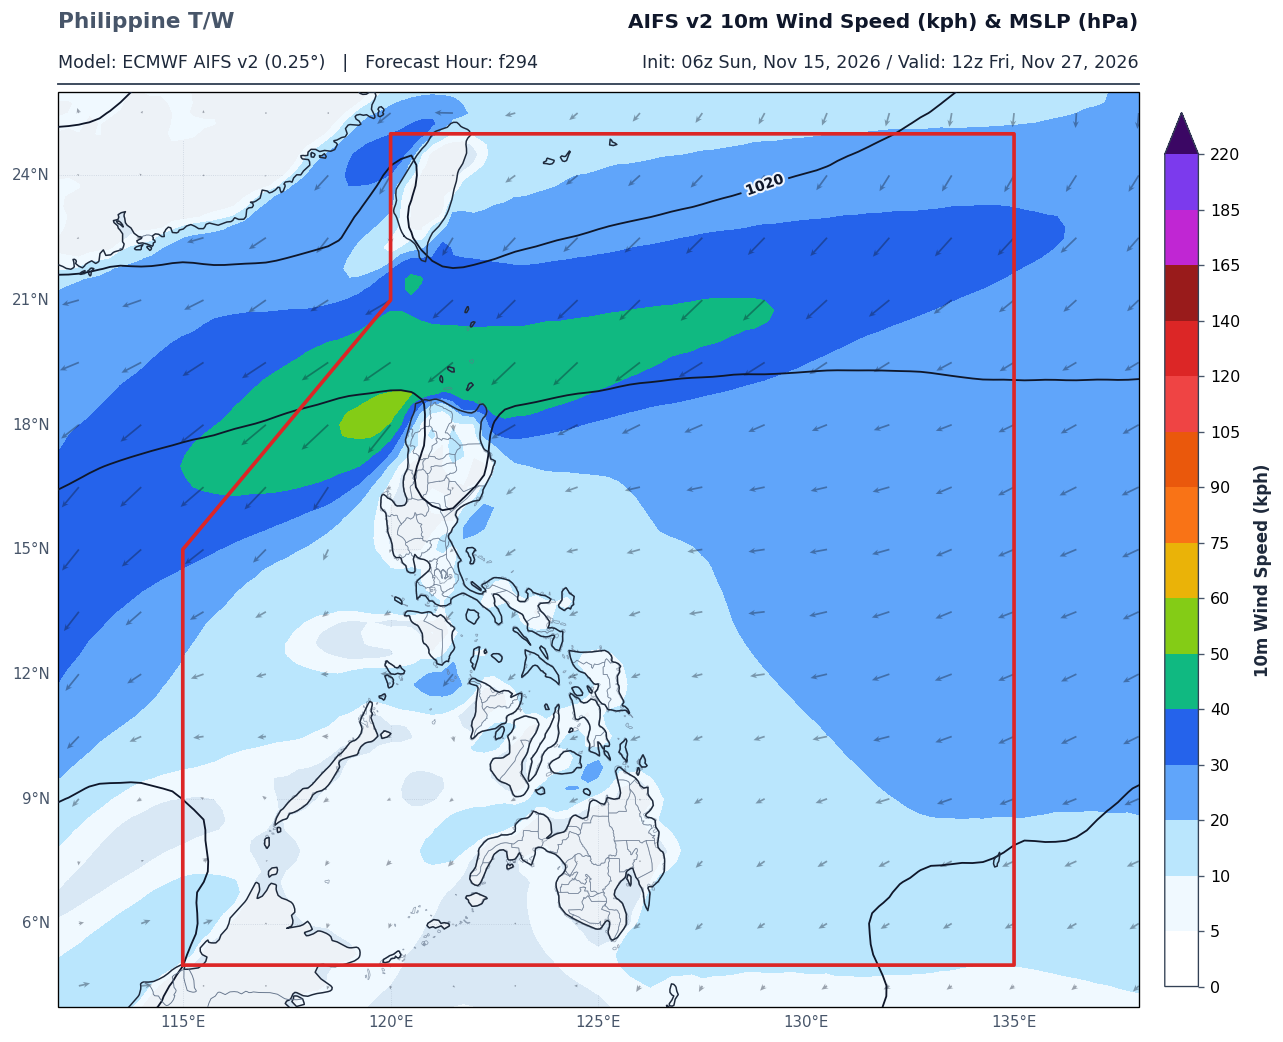 Philippine T/W
AIFS v2 10m Wind Speed (kph) & MSLP (hPa)
Model: ECMWF AIFS v2 (0.25°) | Forecast Hour: f294
Init: 06z Sun, Nov 15, 2026 / Valid: 12z Fri, Nov 27, 2026
24°N
21°N
18°N
15°N
12°N
9°N
6°N
115°E
120°E
125°E
130°E
135°E
1020
220
185
165
140
120
105
90
75
60
50
40
30
20
10
5
0
10m Wind Speed (kph)